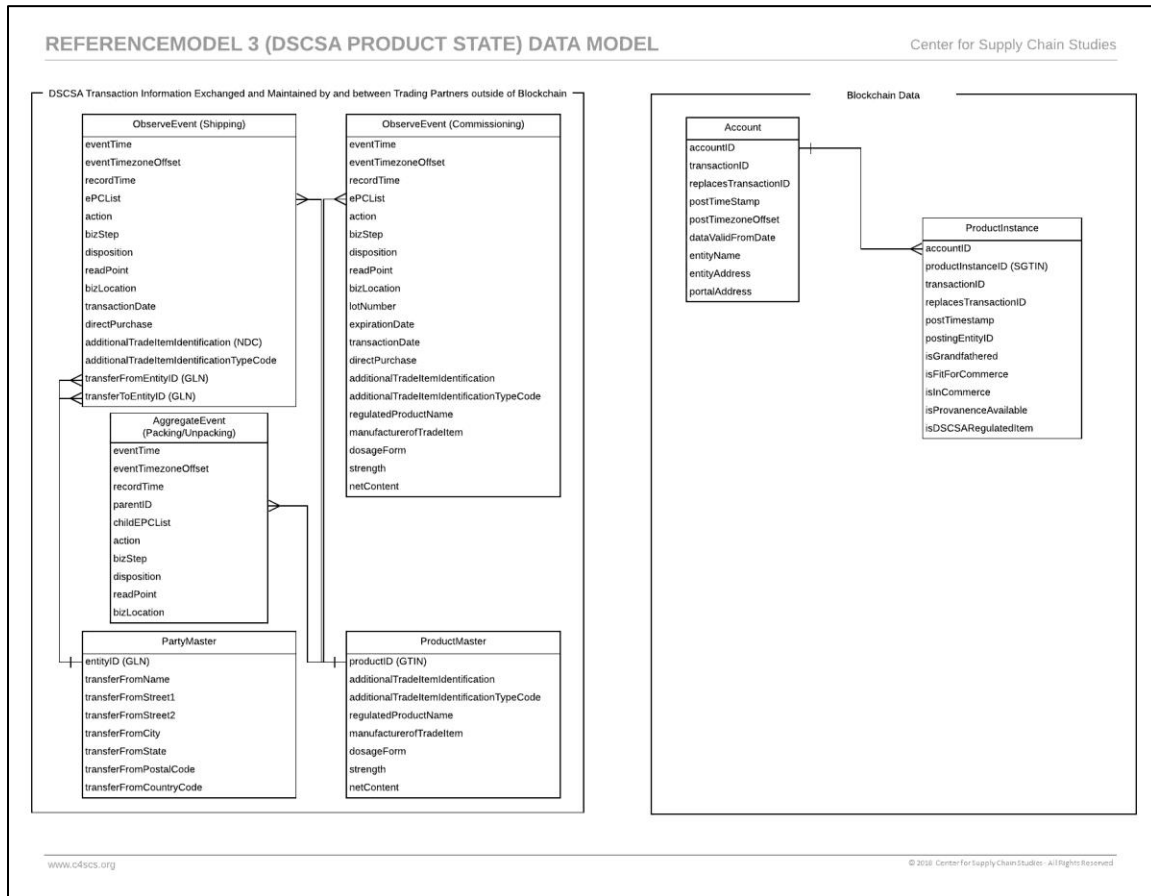 REFERENCEMODEL 3 (DSCSA PRODUCT STATE) DATA MODEL
Center for Supply Chain Studies
DSCSA Transaction Information Exchanged and Maintained by and between Trading Partners outside of Blockchain
ObserveEvent (Shipping)
eventTime
eventTimezoneOffset
recordTime
ePCList
action
bizStep
disposition
readPoint
bizLocation
transactionDate
directPurchase
additionalTradeItemIdentification (NDC)
additionalTradeItemIdentificationTypeCode
transferFromEntityID (GLN)
transferToEntityID (GLN)
ObserveEvent (Commissioning)
eventTime
eventTimezoneOffset
recordTime
ePCList
action
bizStep
disposition
readPoint
bizLocation
lotNumber
expirationDate
transactionDate
directPurchase
additionalTradeItemIdentification
additionalTradeItemIdentificationTypeCode
regulatedProductName
manufacturerofTradeItem
dosageForm
strength
netContent
AggregateEvent
(Packing/Unpacking)
eventTime
eventTimezoneOffset
recordTime
parentID
childEPCList
action
bizStep
disposition
readPoint
bizLocation
PartyMaster
entityID (GLN)
transferFromName
transferFromStreet1
transferFromStreet2
transferFromCity
transferFromState
transferFromPostalCode
transferFromCountryCode
ProductMaster
productID (GTIN)
additionalTradeItemIdentification
additionalTradeItemIdentificationTypeCode
regulatedProductName
manufacturerofTradeItem
dosageForm
strength
netContent
Blockchain Data
Account
accountID
transactionID
replacesTransactionID
postTimeStamp
postTimezoneOffset
dataValidFromDate
entityName
entityAddress
portalAddress
ProductInstance
accountID
productInstanceID (SGTIN)
transactionID
replacesTransactionID
postTimestamp
postingEntityID
isGrandfathered
isFitForCommerce
isInCommerce
isProvanenceAvailable
isDSCSARegulatedItem
www.c4scs.org
© 2018 Center for Supply Chain Studies - All Rights Reserved